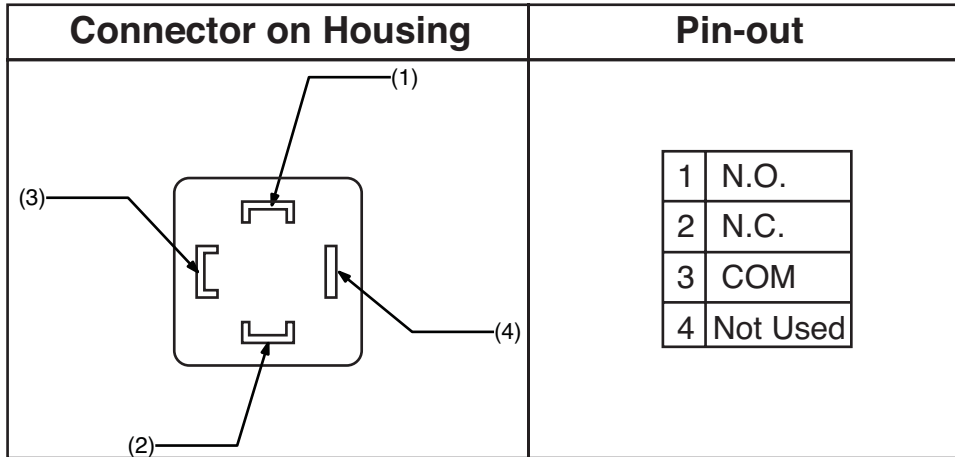 Connector on Housing
Pin-out
(1)
(3)
(4)
(2)
1 N.O.
2 N.C.
3 COM
4 Not Used